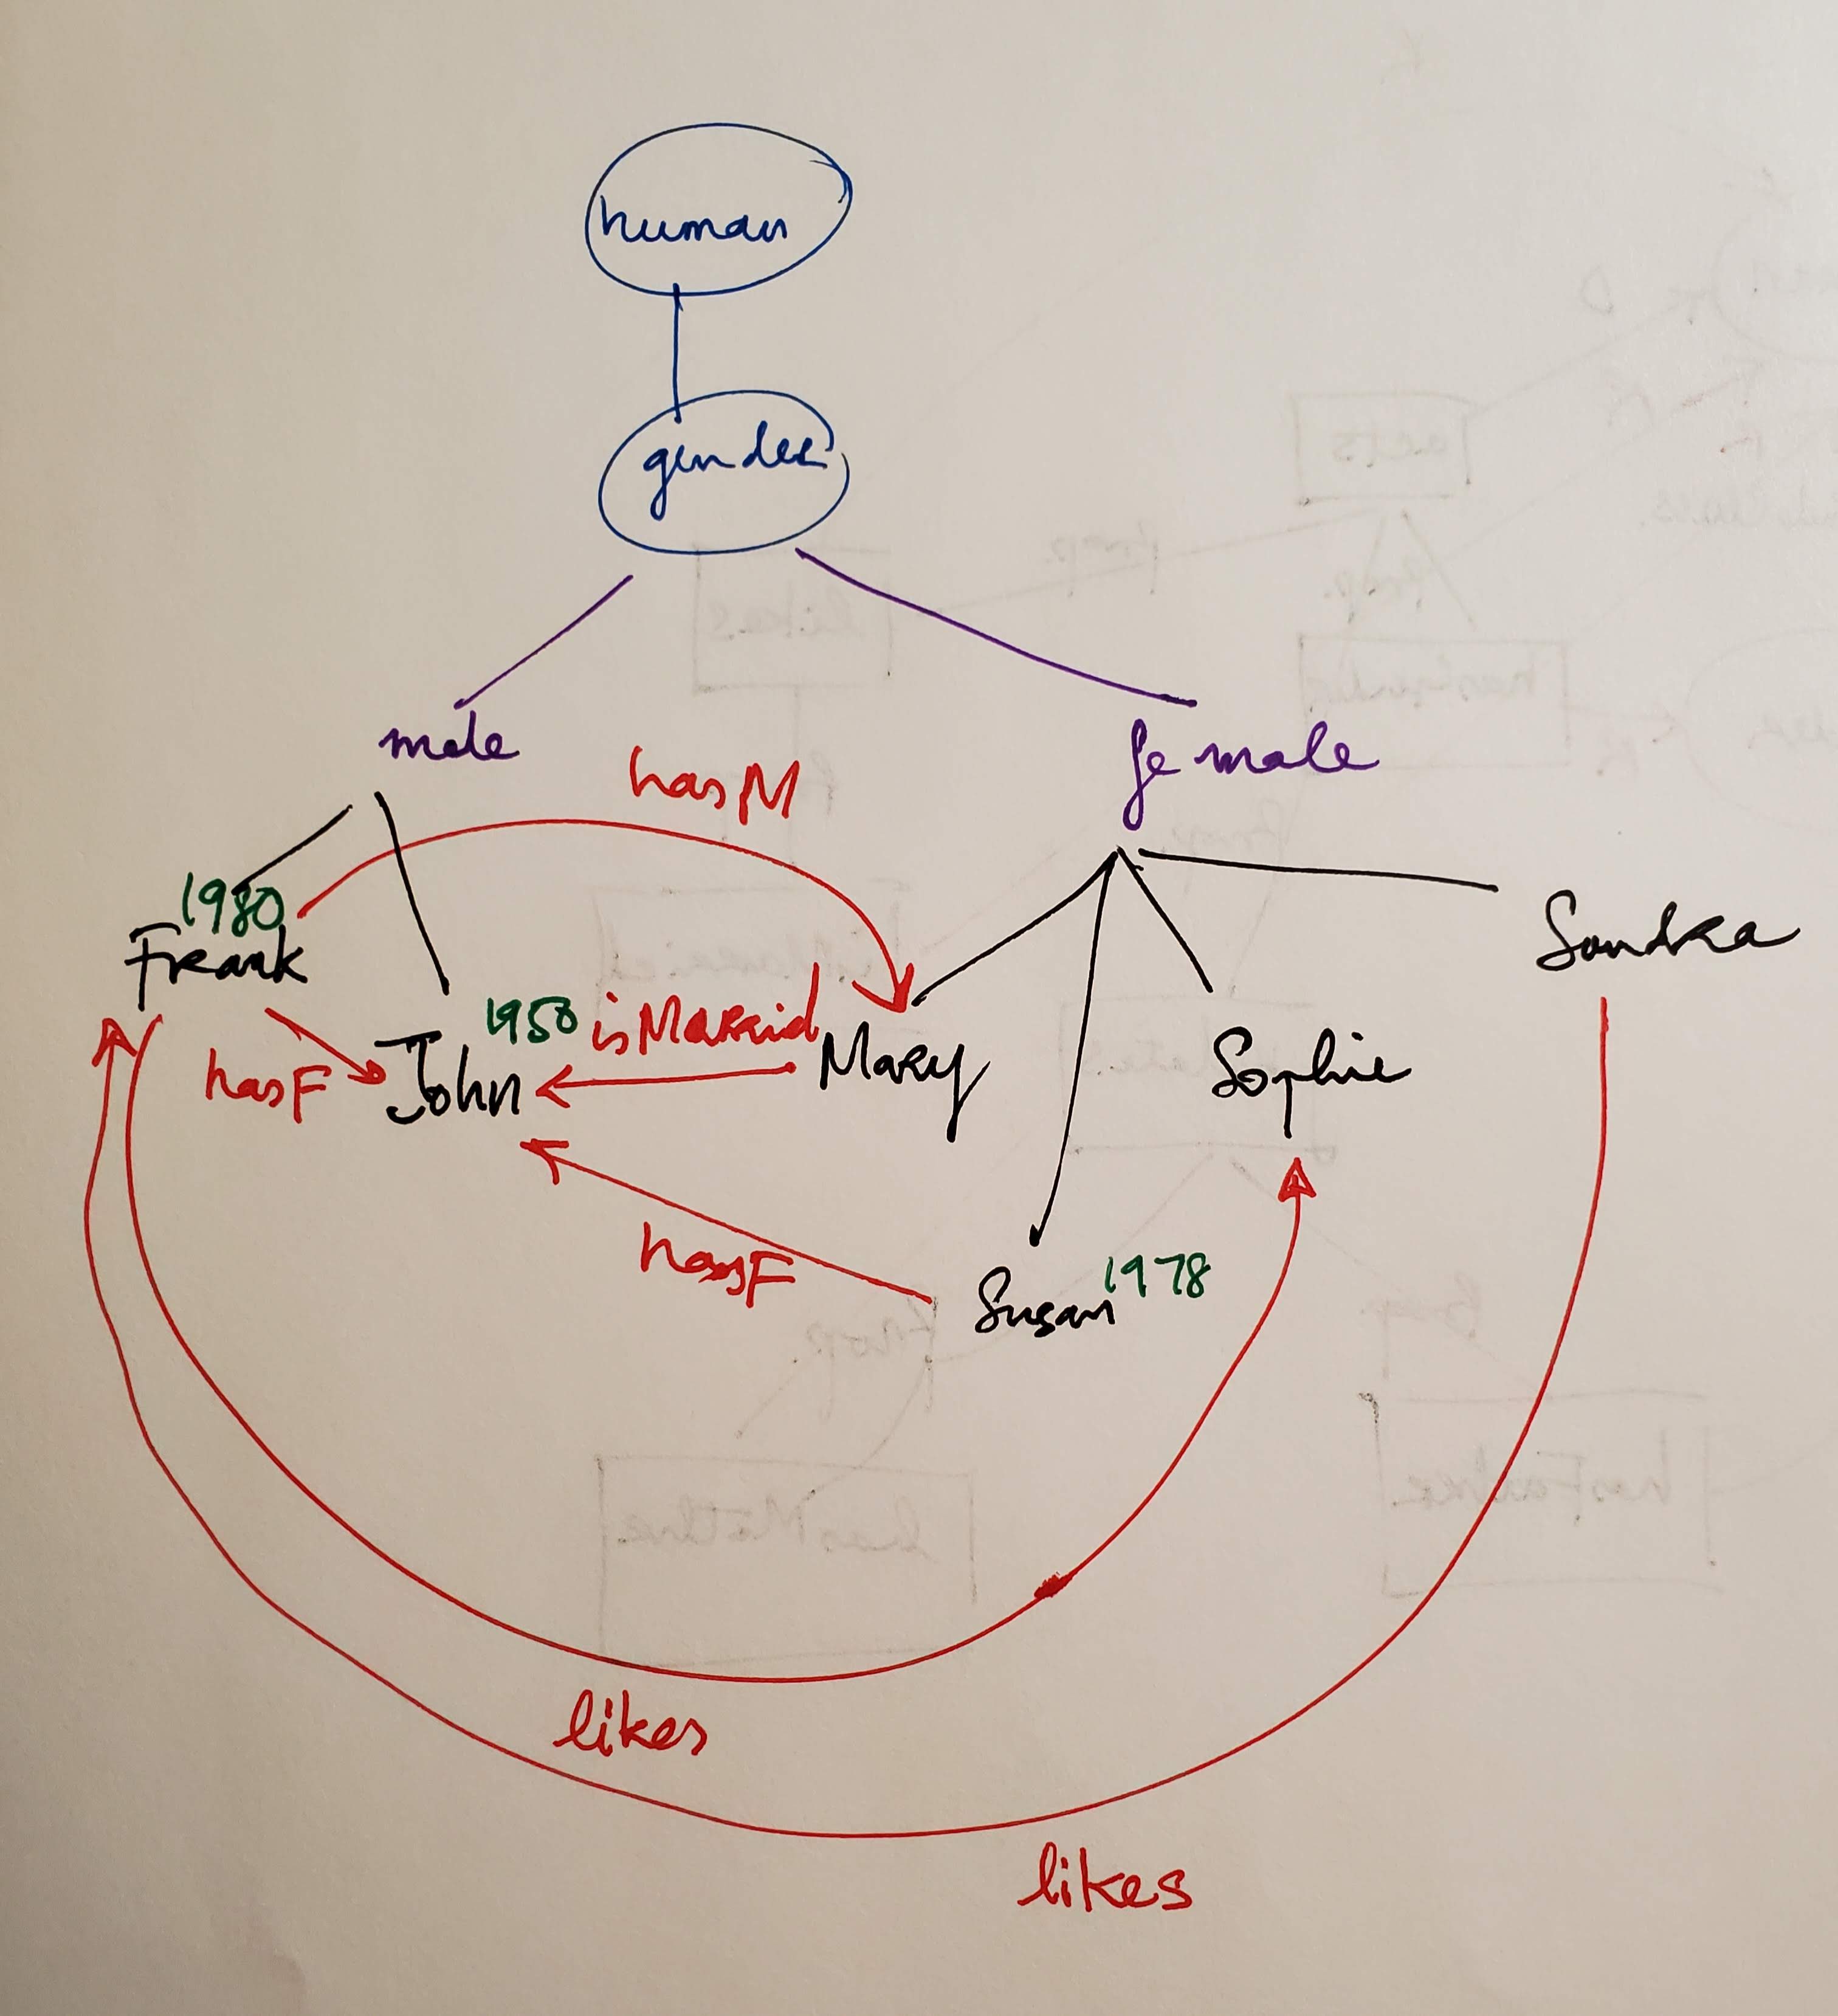 human
gender
male
female
hasM
1980
Frank
Sandra
1950
isMarried
hasF
John
Mary
Sophie
hasF
Susan
1978
likes
likes